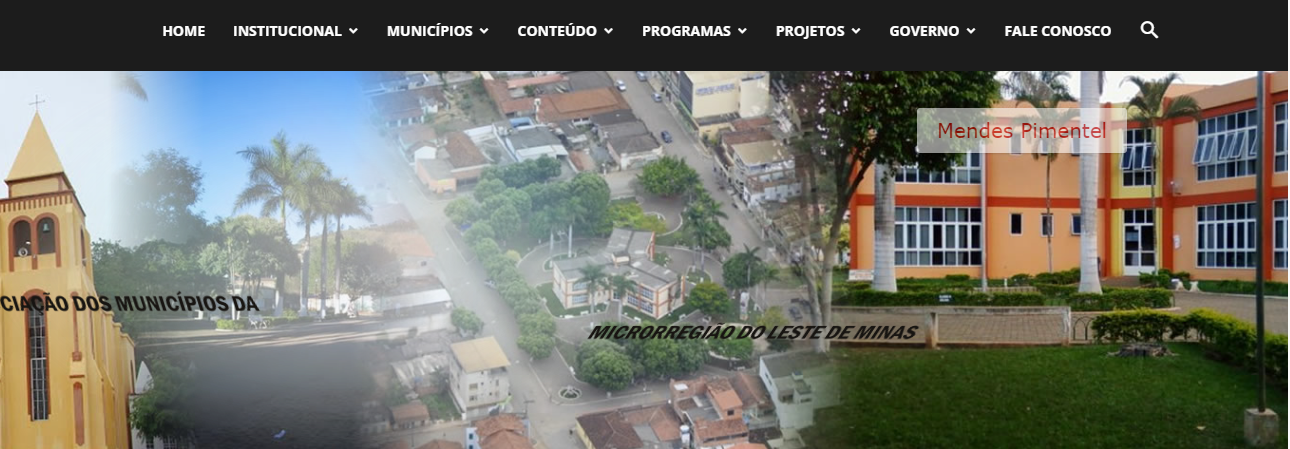 HOME INSTITUCIONAL MUNICÍPIOS CONTEÚDO PROGRAMAS PROJETOS GOVERNO FALE CONOSCO
Mendes Pimentel
CIAÇÃO DOS MUNICÍPIOS DA
MICRORREGIÃO DO LESTE DE MINAS